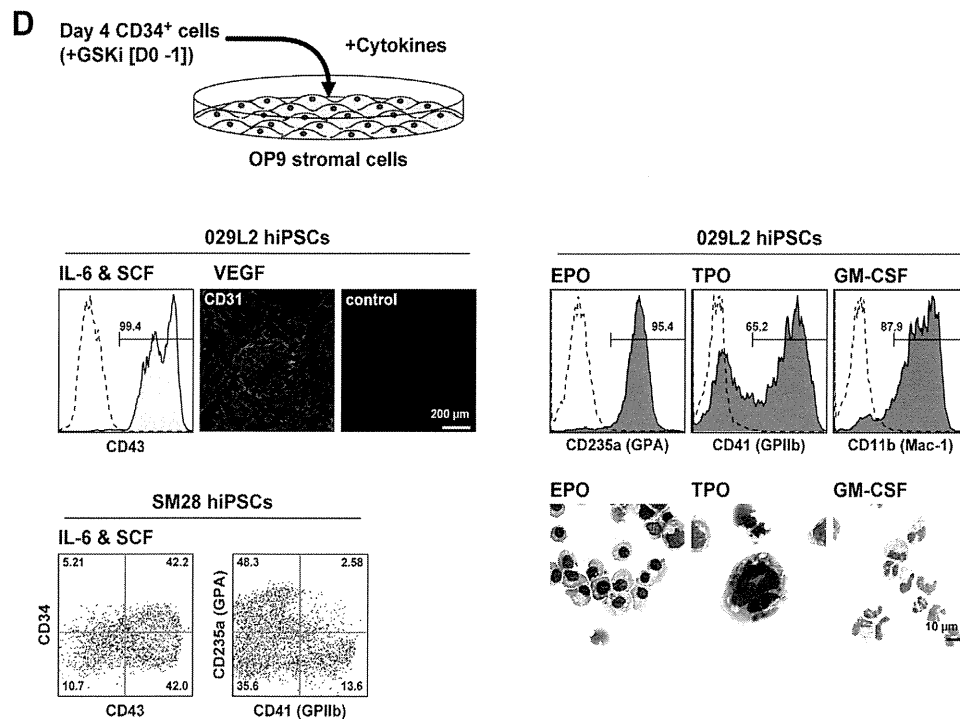 D
Day 4 CD34+ cells
(+GSKi [D0 -1])
+Cytokines
OP9 stromal cells
029L2 hiPSCs
IL-6 & SCF
VEGF
99.4
CD43
CD31
control
200 µm
SM28 hiPSCs
IL-6 & SCF
5.21
42.2
10.7
42.0
CD34
CD43
48.3
2.58
35.6
13.6
CD235a (GPA)
CD41 (GPIIb)
029L2 hiPSCs
EPO
TPO
GM-CSF
95.4
65.2
87.9
CD235a (GPA)
CD41 (GPIIb)
CD11b (Mac-1)
EPO
TPO
GM-CSF
10 µm